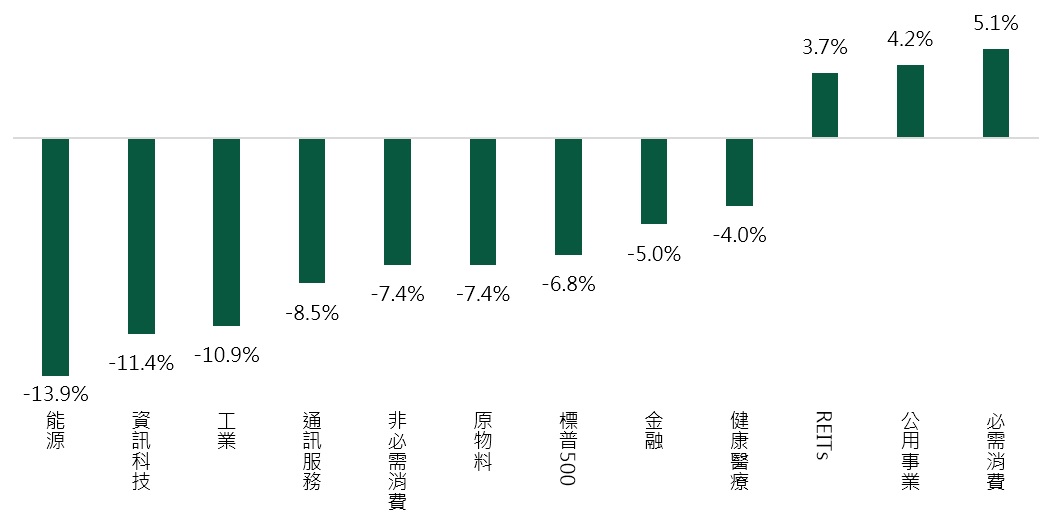 5.1%
4.2%
3.7%
-4.0%
-5.0%
-6.8%
-7.4%
-7.4%
-8.5%
-10.9%
-11.4%
-13.9%
能源
資訊科技
工業
通訊服務
非必需消費
原物料
標普500
金融
健康醫療
REITs
公用事業
必需消費